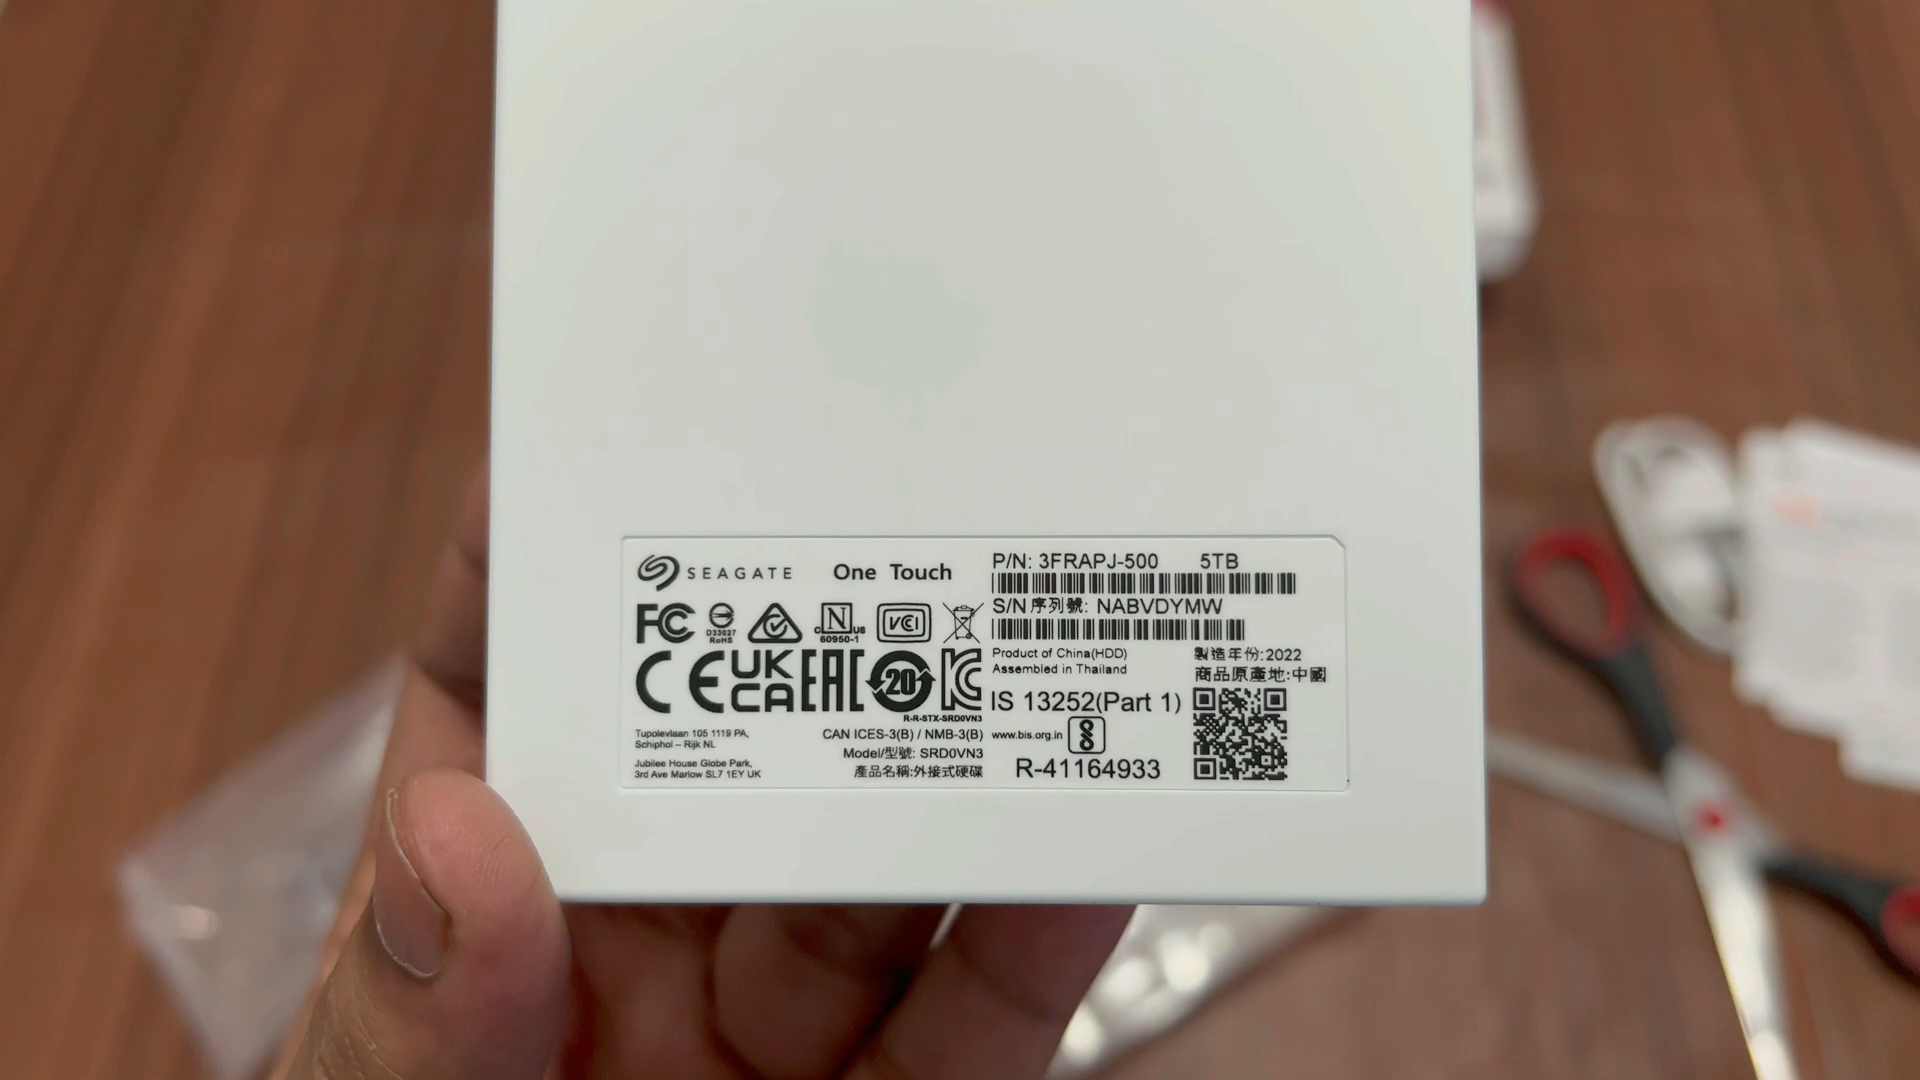 SEAGATE One Touch
P/N: 3FRAPJ-500 5TB
S/N 序列號: NABVDYMW
FC
D33027
RoHS
N
C US
60950-1
VCI
CE UKCA EAC 20 KC
R-R-STX-SRD0VN3
Product of China(HDD)
Assembled in Thailand
製造年份:2022
商品原產地:中國
IS 13252(Part 1)
www.bis.org.in
R-41164933
Tupolevlaan 105 1119 PA,
Schiphol – Rijk NL
Jubilee House Globe Park,
3rd Ave Marlow SL7 1EY UK
CAN ICES-3(B) / NMB-3(B)
Model/型號: SRD0VN3
產品名稱:外接式硬碟